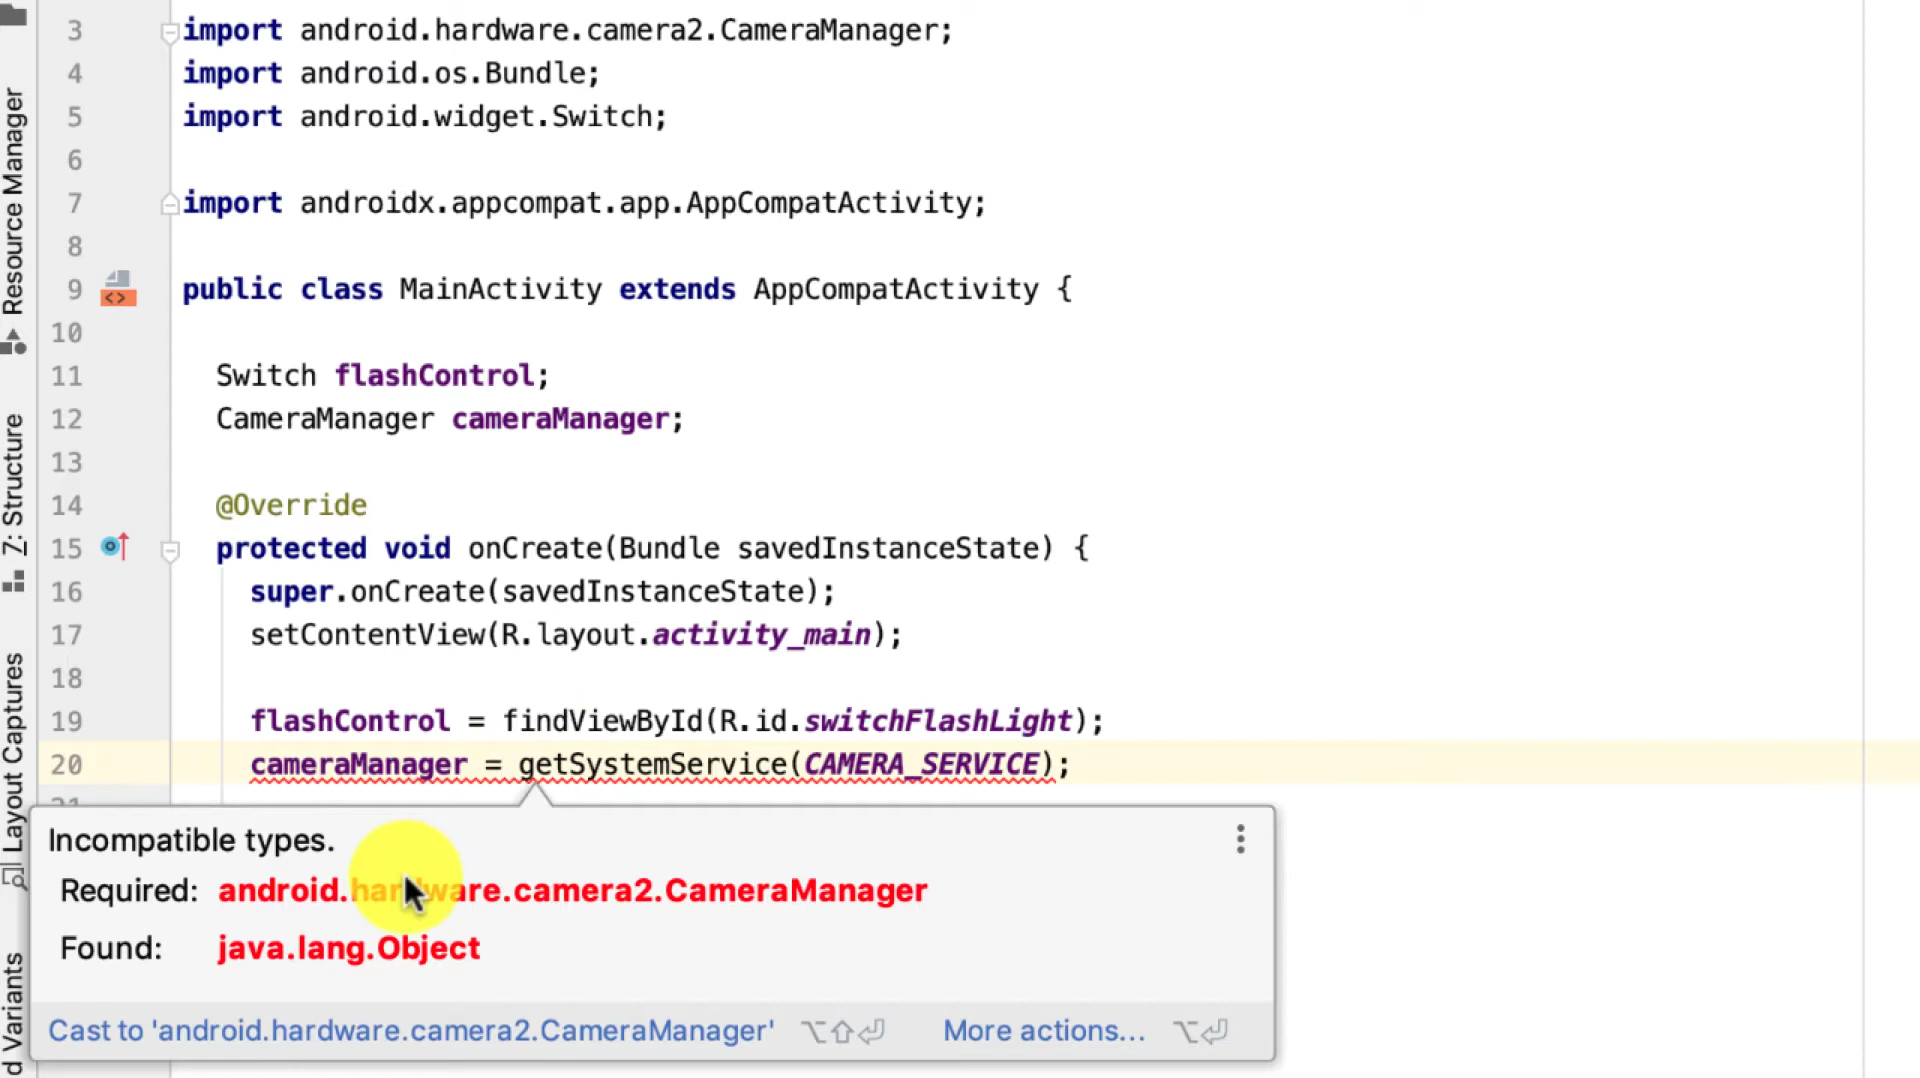 3 import android.hardware.camera2.CameraManager;
4 import android.os.Bundle;
5 import android.widget.Switch;
6
7 import androidx.appcompat.app.AppCompatActivity;
8
9 public class MainActivity extends AppCompatActivity {
10
11 Switch flashControl;
12 CameraManager cameraManager;
13
14 @Override
15 protected void onCreate(Bundle savedInstanceState) {
16 super.onCreate(savedInstanceState);
17 setContentView(R.layout.activity_main);
18
19 flashControl = findViewById(R.id.switchFlashLight);
20 cameraManager = getSystemService(CAMERA_SERVICE);
Incompatible types.
Required: android.hardware.camera2.CameraManager
Found: java.lang.Object
Cast to 'android.hardware.camera2.CameraManager' ⌥⇧⏎ More actions... ⌥⏎
Resource Manager
Z: Structure
Layout Captures
d Variants